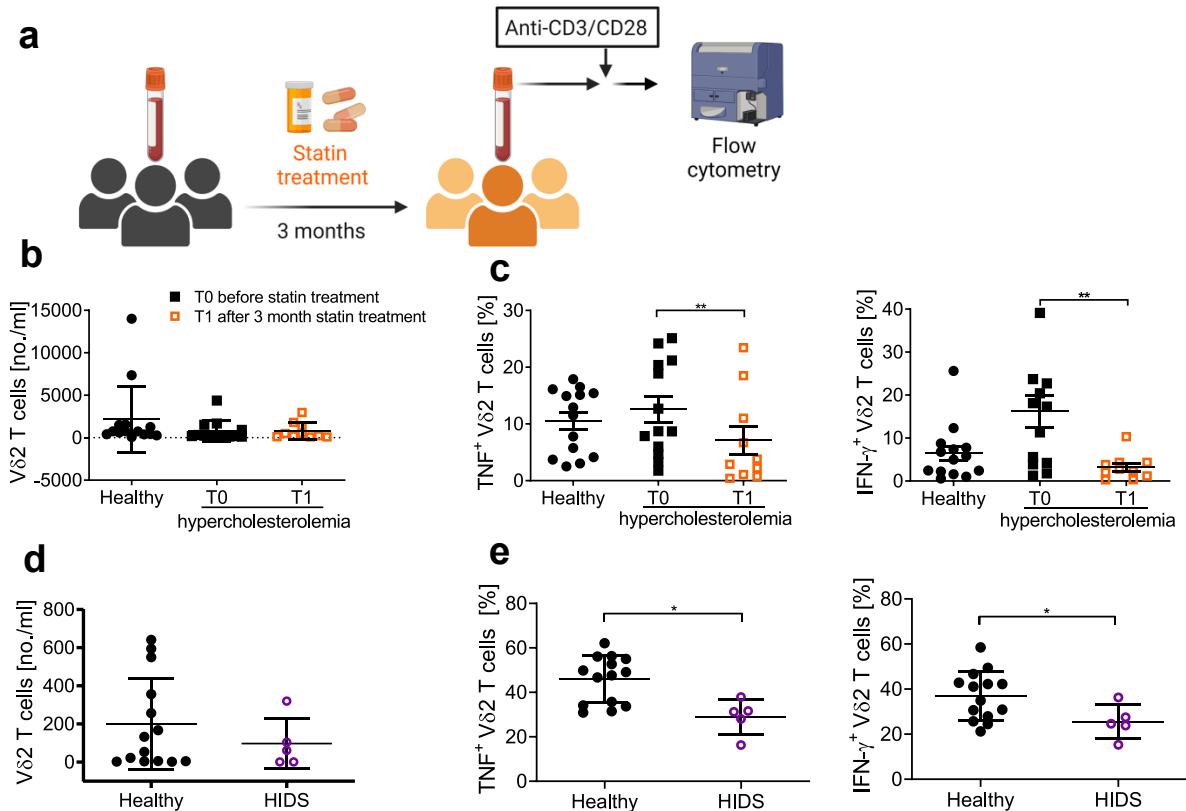 a
Anti-CD3/CD28
Statin
treatment
3 months
Flow
cytometry
b
Vδ2 T cells [no./ml]
15000
10000
5000
0
-5000
T0 before statin treatment
T1 after 3 month statin treatment
Healthy
T0
T1
hypercholesterolemia
c
TNF+ Vδ2 T cells [%]
30
20
10
0
**
Healthy
T0
T1
hypercholesterolemia
IFN-γ+ Vδ2 T cells [%]
40
30
20
10
0
**
Healthy
T0
T1
hypercholesterolemia
d
Vδ2 T cells [no./ml]
800
600
400
200
0
Healthy
HIDS
e
TNF+ Vδ2 T cells [%]
80
60
40
20
0
*
Healthy
HIDS
IFN-γ+ Vδ2 T cells [%]
80
60
40
20
0
*
Healthy
HIDS